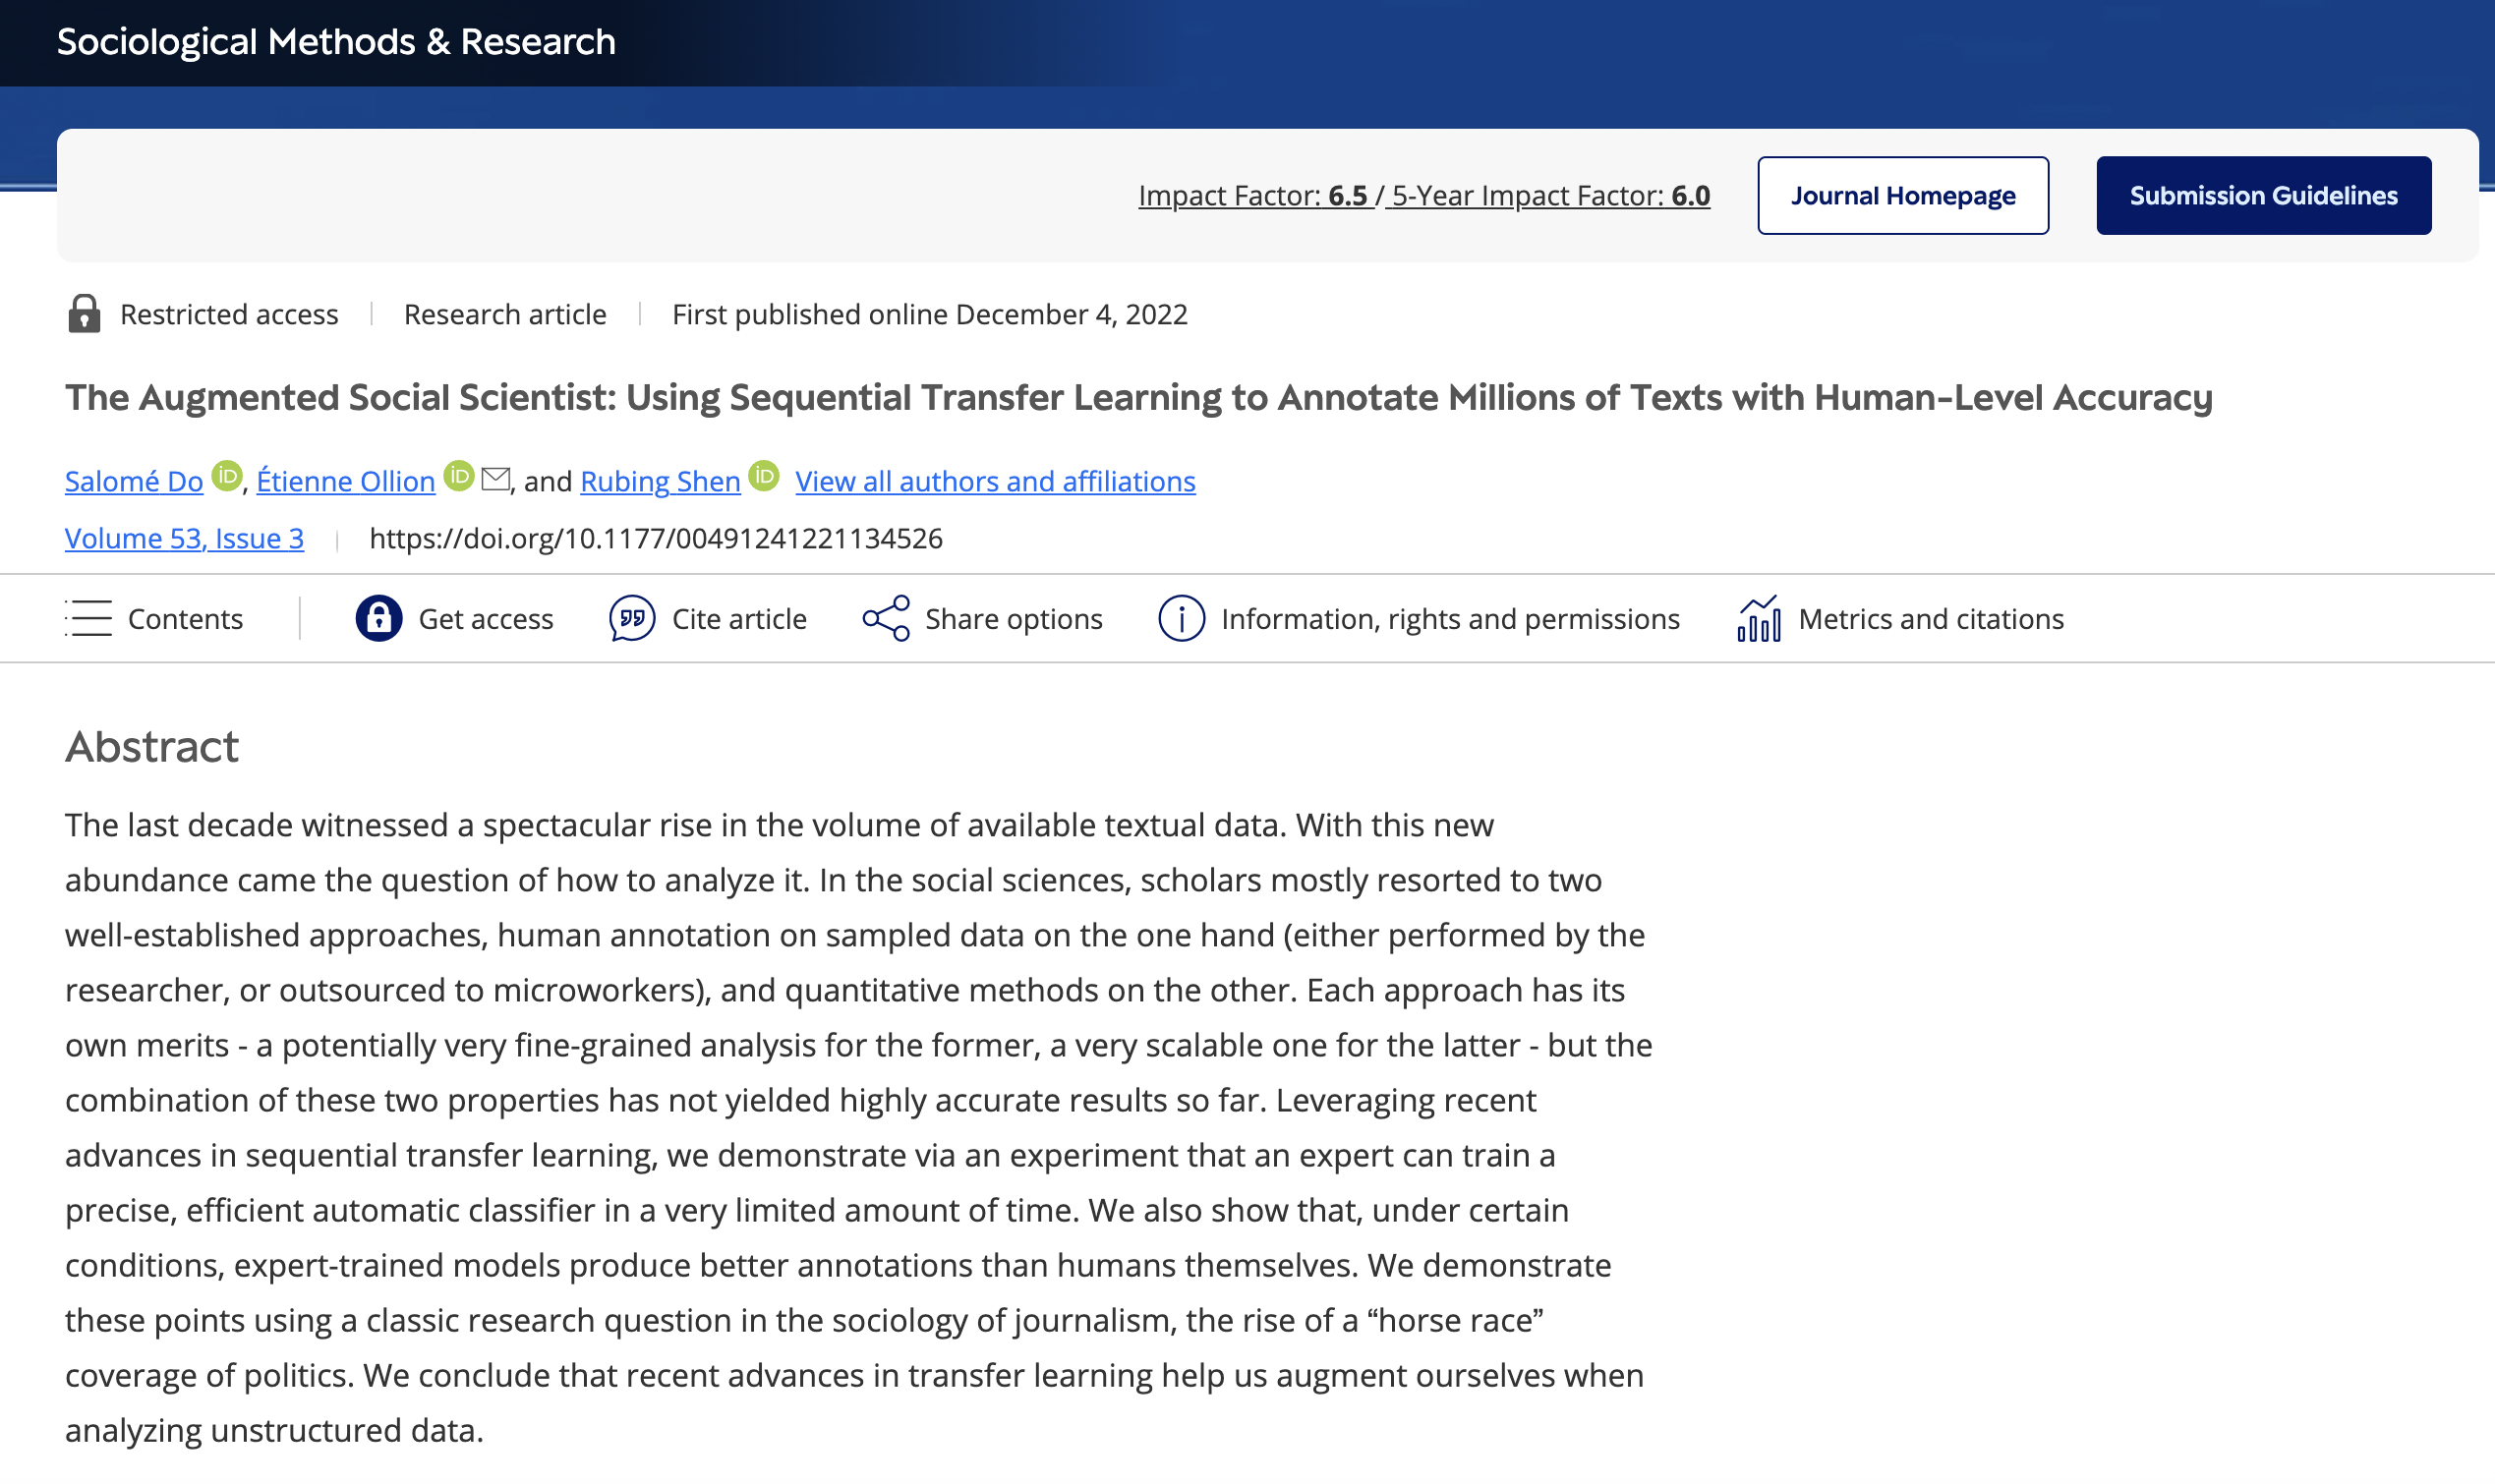 Sociological Methods & Research
Impact Factor: 6.5 / 5-Year Impact Factor: 6.0
Journal Homepage
Submission Guidelines
Restricted access
Research article
First published online December 4, 2022
The Augmented Social Scientist: Using Sequential Transfer Learning to Annotate Millions of Texts with Human-Level Accuracy
Salomé Do iD, Étienne Ollion iD, and Rubing Shen iD View all authors and affiliations
Volume 53, Issue 3
https://doi.org/10.1177/00491241221134526
Contents
Get access
Cite article
Share options
Information, rights and permissions
Metrics and citations
Abstract
The last decade witnessed a spectacular rise in the volume of available textual data. With this new
abundance came the question of how to analyze it. In the social sciences, scholars mostly resorted to two
well-established approaches, human annotation on sampled data on the one hand (either performed by the
researcher, or outsourced to microworkers), and quantitative methods on the other. Each approach has its
own merits - a potentially very fine-grained analysis for the former, a very scalable one for the latter - but the
combination of these two properties has not yielded highly accurate results so far. Leveraging recent
advances in sequential transfer learning, we demonstrate via an experiment that an expert can train a
precise, efficient automatic classifier in a very limited amount of time. We also show that, under certain
conditions, expert-trained models produce better annotations than humans themselves. We demonstrate
these points using a classic research question in the sociology of journalism, the rise of a “horse race”
coverage of politics. We conclude that recent advances in transfer learning help us augment ourselves when
analyzing unstructured data.